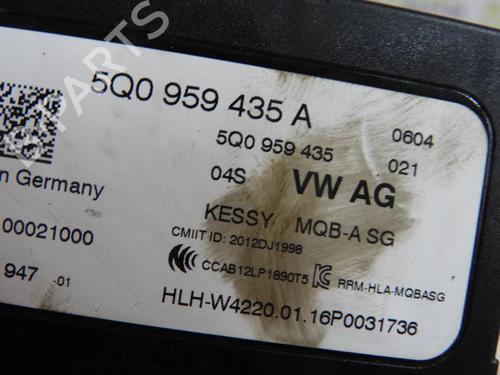 5Q0 959 435 A
5Q0 959 435
0604
04S VW AG 021
n Germany
KESSY MQB-A SG
CMIIT ID: 2012DJ1998
00021000
CCAB12LP1890T5 RRM-HLA-MQBASG
947 -01
HLH-W4220.01.16P0031736
B PARTS